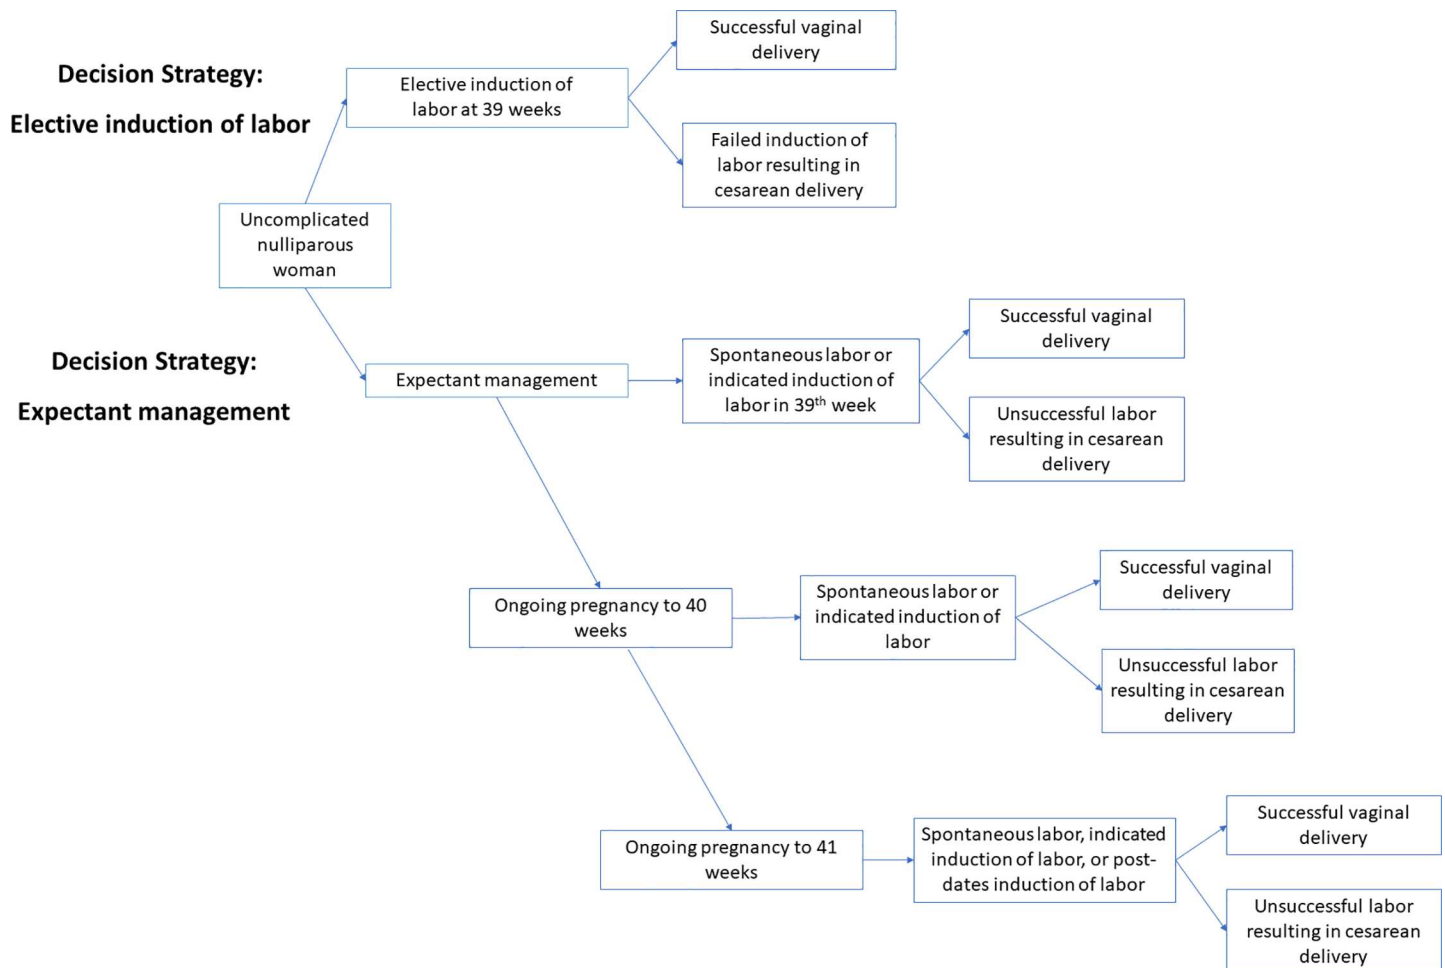 Decision Strategy:
Elective induction of labor
Elective induction of
labor at 39 weeks
Successful vaginal
delivery
Failed induction of
labor resulting in
cesarean delivery
Uncomplicated
nulliparous
woman
Decision Strategy:
Expectant management
Expectant management
Spontaneous labor or
indicated induction of
labor in 39th week
Successful vaginal
delivery
Unsuccessful labor
resulting in cesarean
delivery
Ongoing pregnancy to 40
weeks
Spontaneous labor or
indicated induction of
labor
Successful vaginal
delivery
Unsuccessful labor
resulting in cesarean
delivery
Ongoing pregnancy to 41
weeks
Spontaneous labor, indicated
induction of labor, or post-
dates induction of labor
Successful vaginal
delivery
Unsuccessful labor
resulting in cesarean
delivery